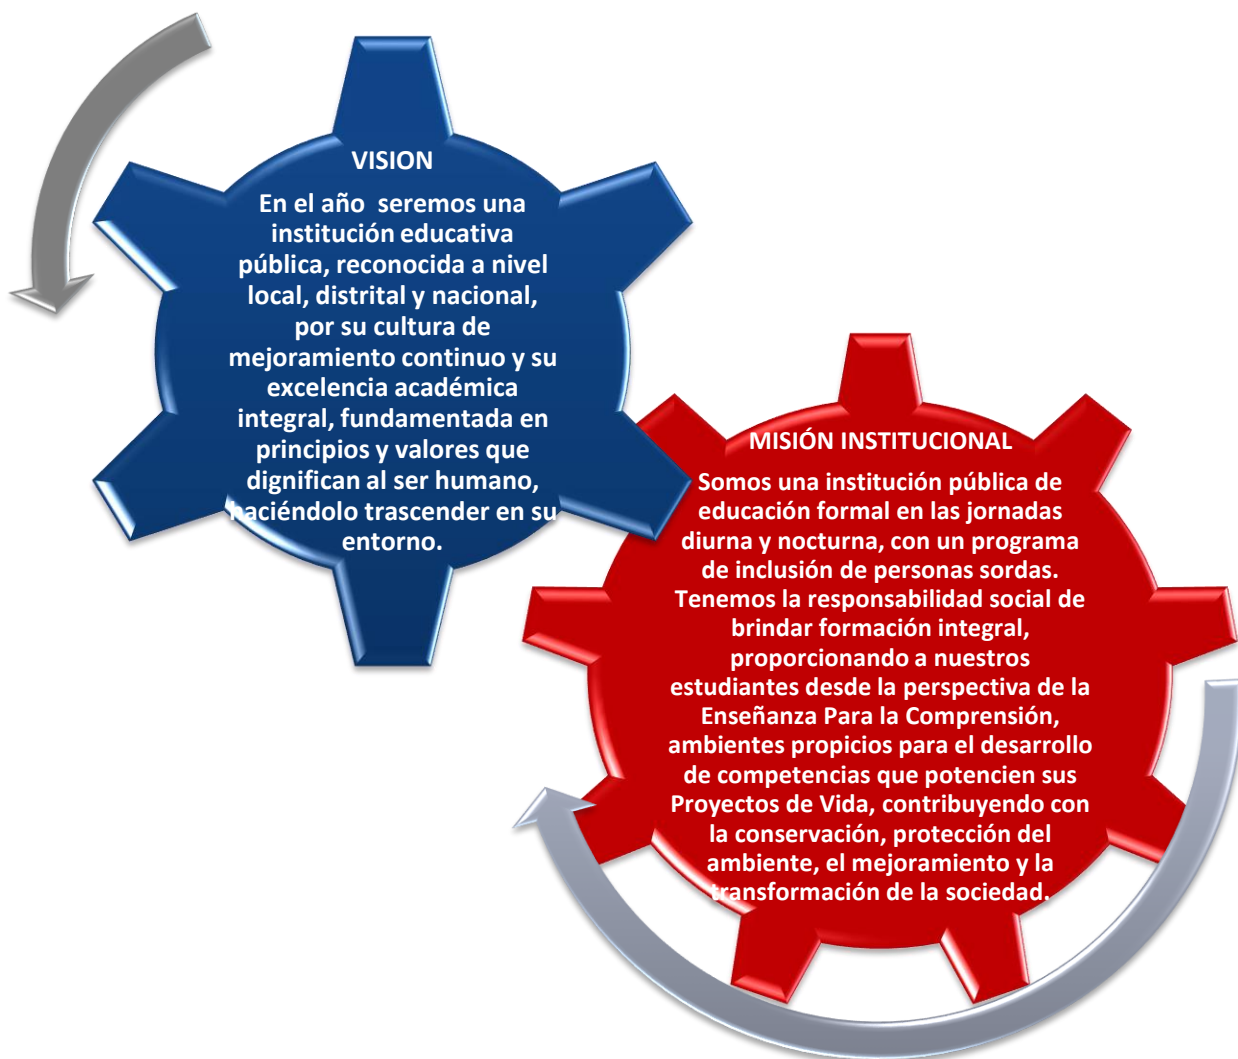 VISION
En el año  seremos una
institución educativa
pública, reconocida a nivel
local, distrital y nacional,
por su cultura de
mejoramiento continuo y su
excelencia académica
integral, fundamentada en
principios y valores que
dignifican al ser humano,
haciéndolo trascender en su
entorno.
MISIÓN INSTITUCIONAL
Somos una institución pública de
educación formal en las jornadas
diurna y nocturna, con un programa
de inclusión de personas sordas.
Tenemos la responsabilidad social de
brindar formación integral,
proporcionando a nuestros
estudiantes desde la perspectiva de la
Enseñanza Para la Comprensión,
ambientes propicios para el desarrollo
de competencias que potencien sus
Proyectos de Vida, contribuyendo con
la conservación, protección del
ambiente, el mejoramiento y la
transformación de la sociedad.